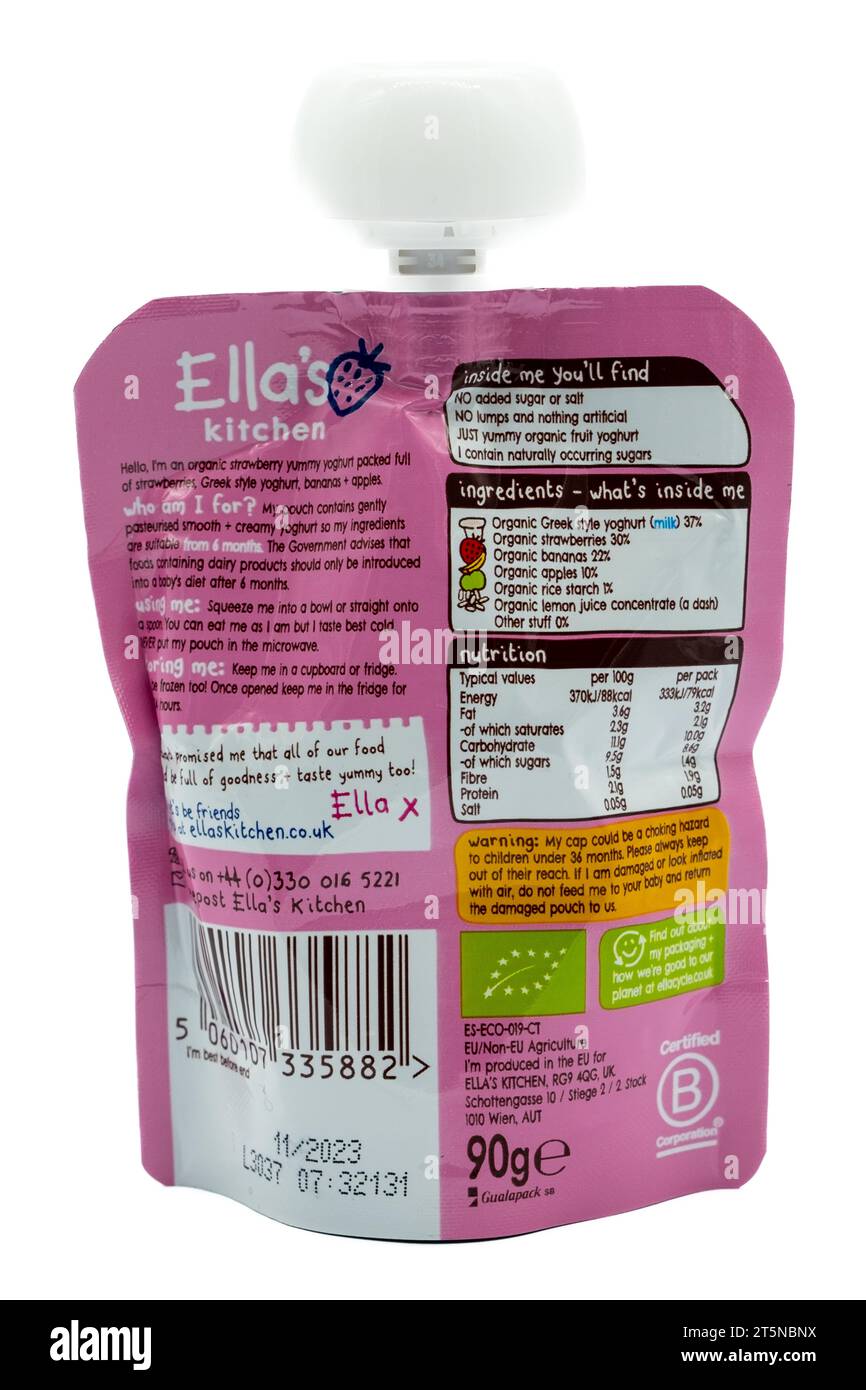 34
Ella's
kitchen
Hello, I'm an organic strawberry yummy yoghurt packed full
of strawberries, Greek style yoghurt, bananas + apples.
who am I for? My pouch contains gently
pasteurised smooth + creamy yoghurt so my ingredients
are suitable from 6 months. The Government advises that
foods containing dairy products should only be introduced
into a baby's diet after 6 months.
using me: Squeeze me into a bowl or straight onto
a spoon. You can eat me as I am but I taste best cold.
NEVER put my pouch in the microwave.
oring me: Keep me in a cupboard or fridge.
be frozen too! Once opened keep me in the fridge for
hours.
promised me that all of our food
be full of goodness + taste yummy too!
Ella x
be friends
at ellaskitchen.co.uk
us on +44 (0)330 016 5221
epost Ella's Kitchen
5 060107 335882 >
I'm best before end
11/2023
L3037 07:32131
inside me you'll find
NO added sugar or salt
NO lumps and nothing artificial
JUST yummy organic fruit yoghurt
I contain naturally occurring sugars
ingredients - what's inside me
Organic Greek style yoghurt (milk) 37%
Organic strawberries 30%
Organic bananas 22%
Organic apples 10%
Organic rice starch 1%
Organic lemon juice concentrate (a dash)
Other stuff 0%
nutrition
Typical values per 100g per pack
Energy 370kJ/88kcal 333kJ/79kcal
Fat 3.6g 3.2g
-of which saturates 2.3g 2.1g
Carbohydrate 11.1g 10.0g
-of which sugars 9.5g 8.6g
Fibre 1.5g 1.4g
Protein 2.1g 1.9g
Salt 0.05g 0.05g
warning: My cap could be a choking hazard
to children under 36 months. Please always keep
out of their reach. If I am damaged or look inflated
with air, do not feed me to your baby and return
the damaged pouch to us.
Find out about
my packaging +
how we're good to our
planet at ellacycle.co.uk
ES-ECO-019-CT
EU/Non-EU Agriculture
I'm produced in the EU for
ELLA'S KITCHEN, RG9 4QG, UK
Schottengasse 10 / Stiege 2 / 2. Stock
1010 Wien, AUT
90g e
Gualapack SB
Certified
B
Corporation®
a
alamy
alamy
Image ID: 2T5NBNX
www.alamy.com